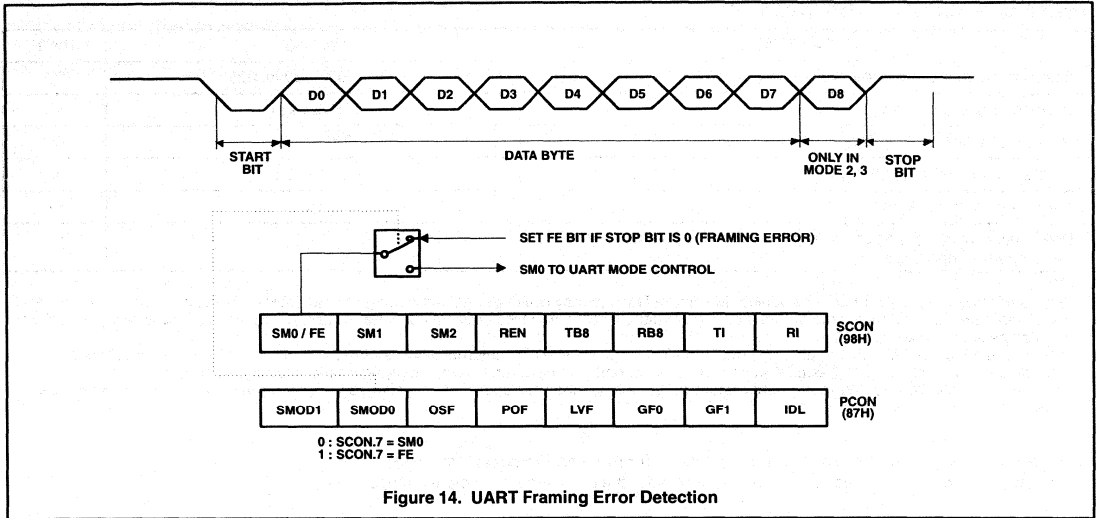 D0 D1 D2 D3 D4 D5 D6 D7 D8
START
BIT
DATA BYTE
ONLY IN
MODE 2, 3
STOP
BIT
SET FE BIT IF STOP BIT IS 0 (FRAMING ERROR)
SM0 TO UART MODE CONTROL
SM0 / FE SM1 SM2 REN TB8 RB8 TI RI
SCON
(98H)
SMOD1 SMOD0 OSF POF LVF GF0 GF1 IDL
PCON
(87H)
0 : SCON.7 = SM0
1 : SCON.7 = FE
Figure 14. UART Framing Error Detection